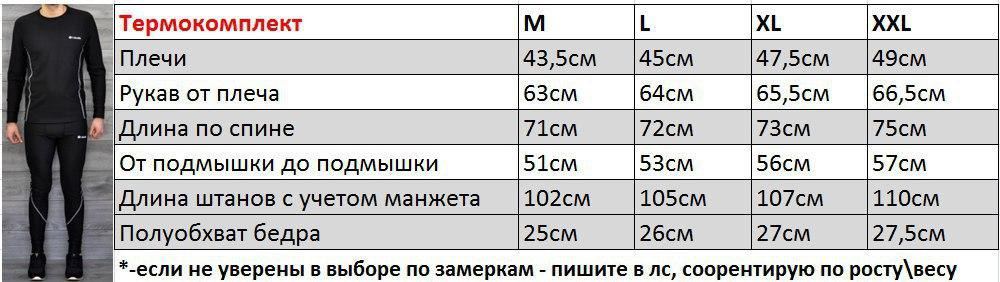 Термокомплект M L XL XXL
Плечи 43,5см 45см 47,5см 49см
Рукав от плеча 63см 64см 65,5см 66,5см
Длина по спине 71см 72см 73см 75см
От подмышки до подмышки 51см 53см 56см 57см
Длина штанов с учетом манжета 102см 105см 107см 110см
Полуобхват бедра 25см 26см 27см 27,5см
*-если не уверены в выборе по замеркам - пишите в лс, соорентирую по росту\весу